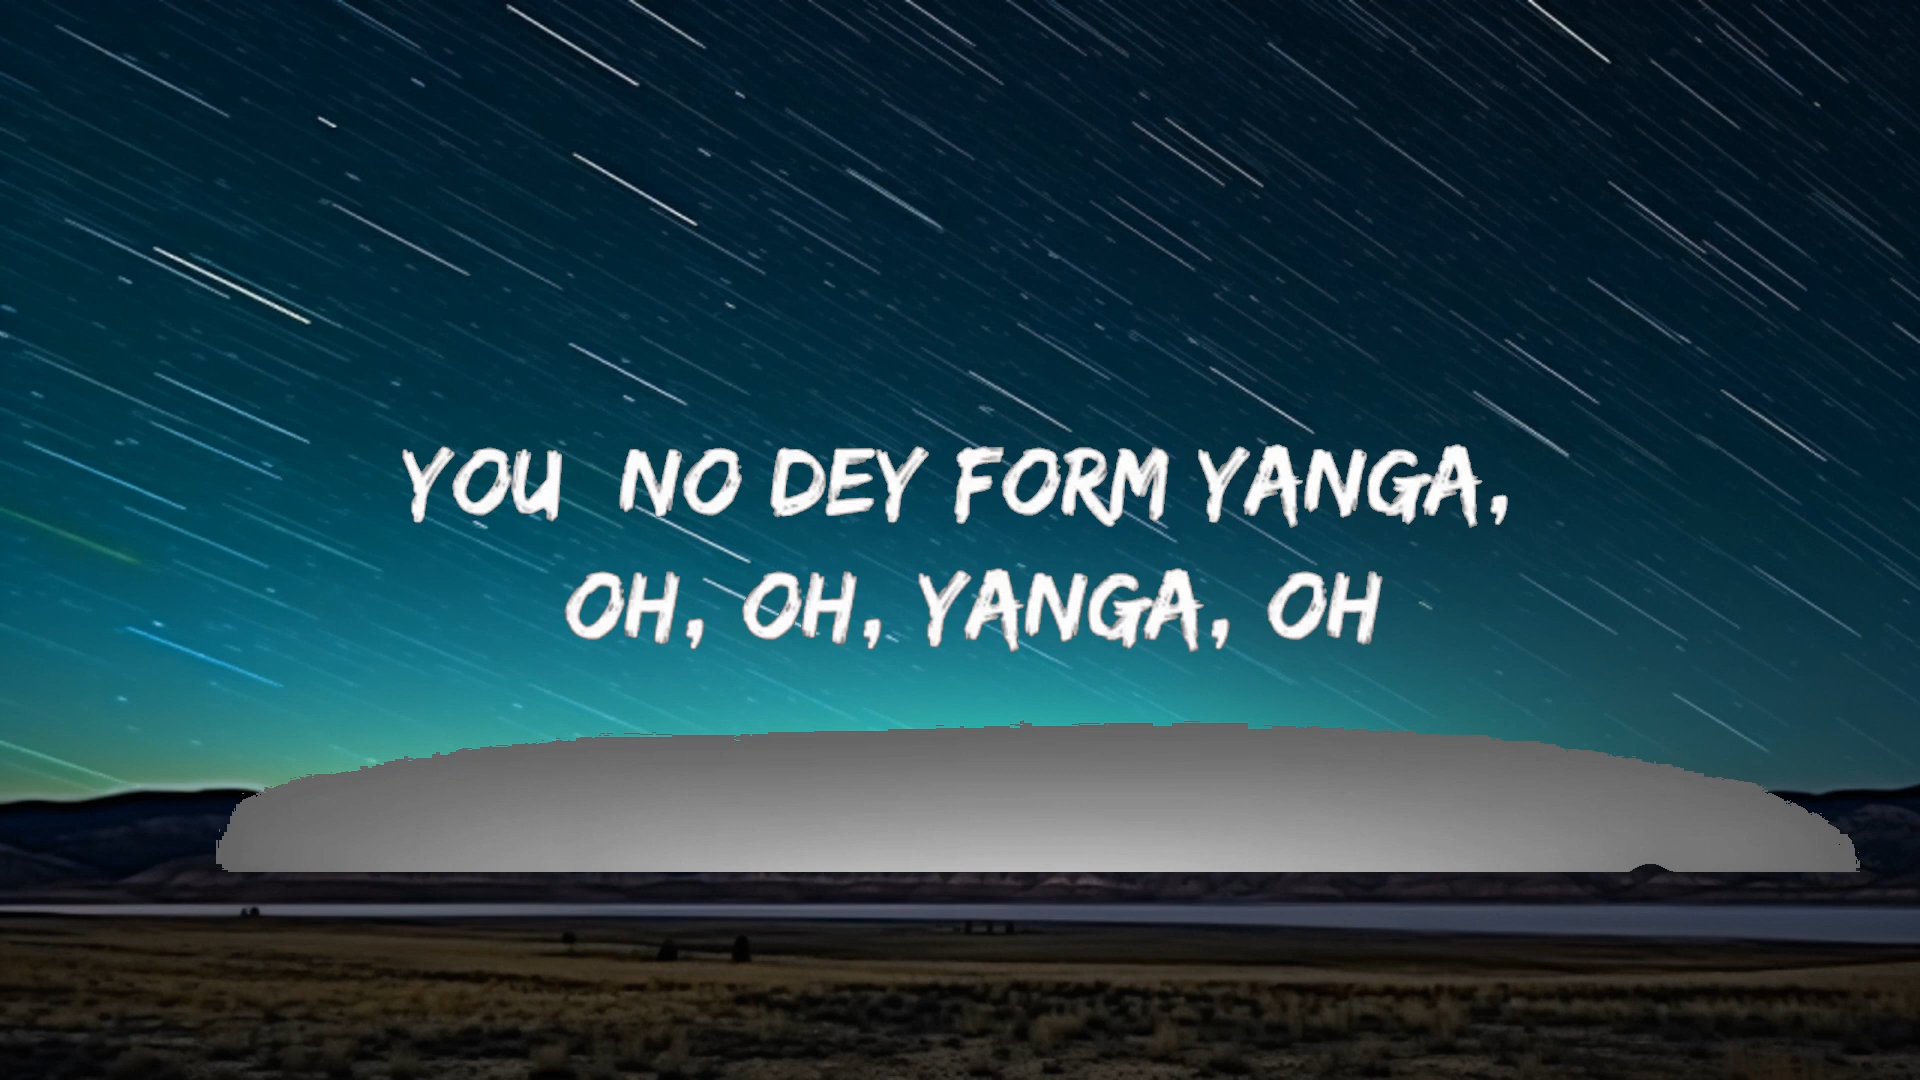 YOU NO DEY FORM YANGA,
OH, OH, YANGA, OH